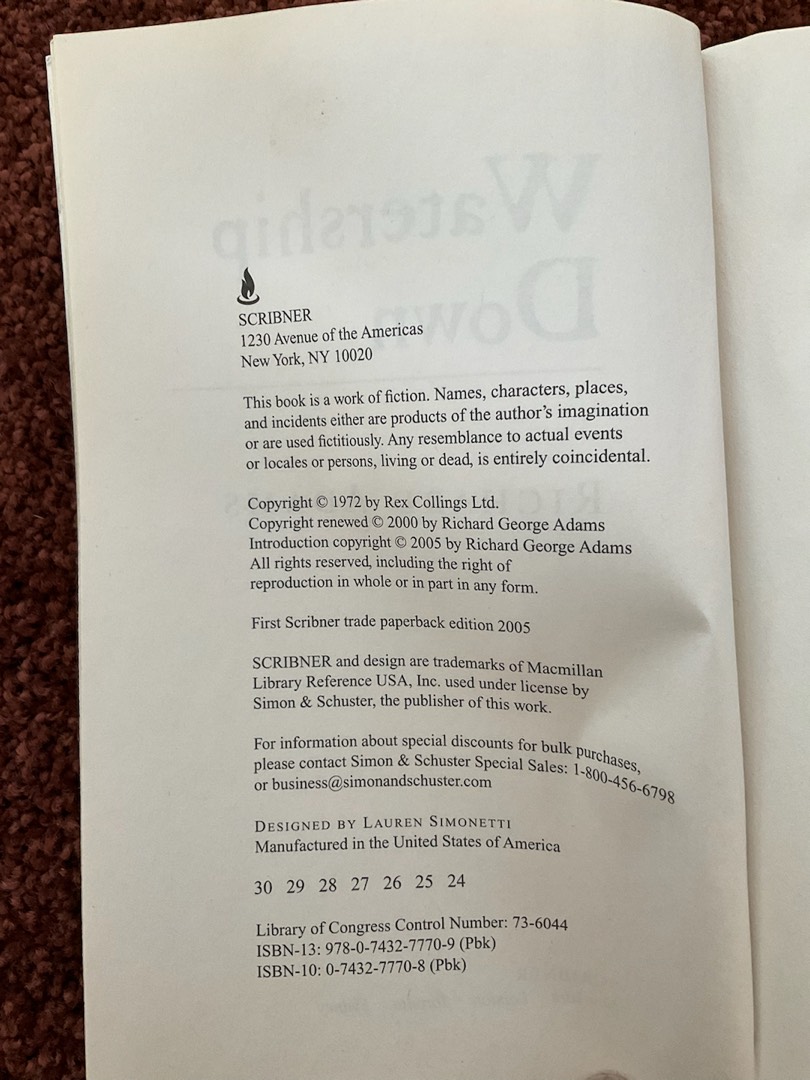 Watership
Down
SCRIBNER
1230 Avenue of the Americas
New York, NY 10020
This book is a work of fiction. Names, characters, places,
and incidents either are products of the author's imagination
or are used fictitiously. Any resemblance to actual events
or locales or persons, living or dead, is entirely coincidental.
Copyright © 1972 by Rex Collings Ltd.
Copyright renewed © 2000 by Richard George Adams
Introduction copyright © 2005 by Richard George Adams
All rights reserved, including the right of
reproduction in whole or in part in any form.
First Scribner trade paperback edition 2005
SCRIBNER and design are trademarks of Macmillan
Library Reference USA, Inc. used under license by
Simon & Schuster, the publisher of this work.
For information about special discounts for bulk purchases,
please contact Simon & Schuster Special Sales: 1-800-456-6798
or business@simonandschuster.com
DESIGNED BY LAUREN SIMONETTI
Manufactured in the United States of America
30 29 28 27 26 25 24
Library of Congress Control Number: 73-6044
ISBN-13: 978-0-7432-7770-9 (Pbk)
ISBN-10: 0-7432-7770-8 (Pbk)